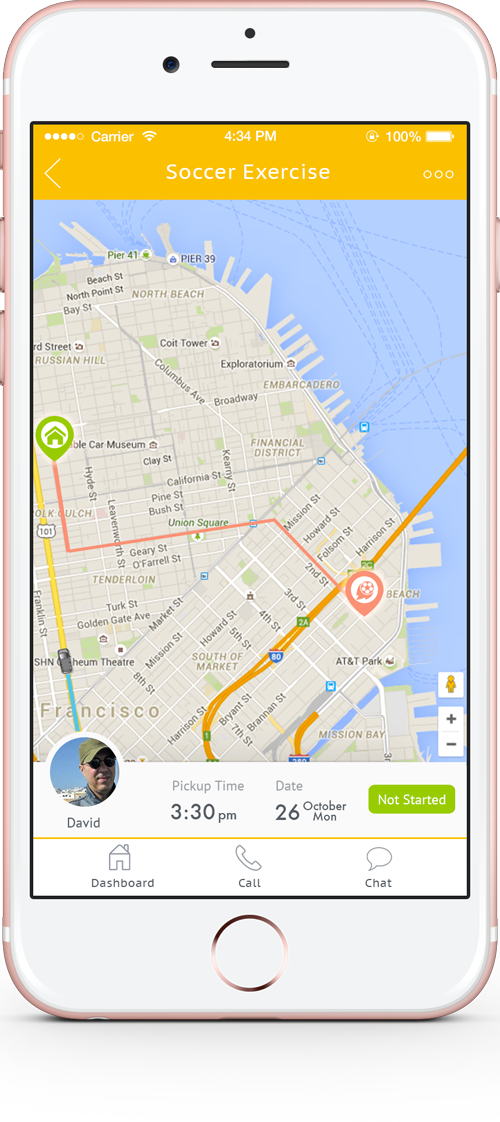 Carrier 4:34 PM 100%
Soccer Exercise
Pier 41 PIER 39
Beach St
North Point St
Bay St
NORTH BEACH
rd Street
Coit Tower
RUSSIAN HILL
Exploratorium
Columbus Ave
EMBARCADERO
Broadway
ble Car Museum
FINANCIAL
DISTRICT
Clay St
Hyde St
California St
Kearny St
Pine St
Bush St
OLK GULCH
Leavenworth St
Mission St
Union Square
Howard St
101
Geary St
O'Farrell St
Folsom St
Harrison St
TENDERLOIN
2nd St
BEACH
Franklin St
Turk St
Golden Gate Ave
Market St
3rd St
4th St
2A
SHN
heum Theatre
Mission St
Howard St
5th St
SOUTH OF
MARKET
80
AT&T Park
8th St
Francisco
Harrison St
Bryant St
7th St
Brannan St
1
MISSION BAY
280
+
−
Pickup Time Date
David
3:30 pm
26 October Mon
Not Started
Dashboard Call Chat